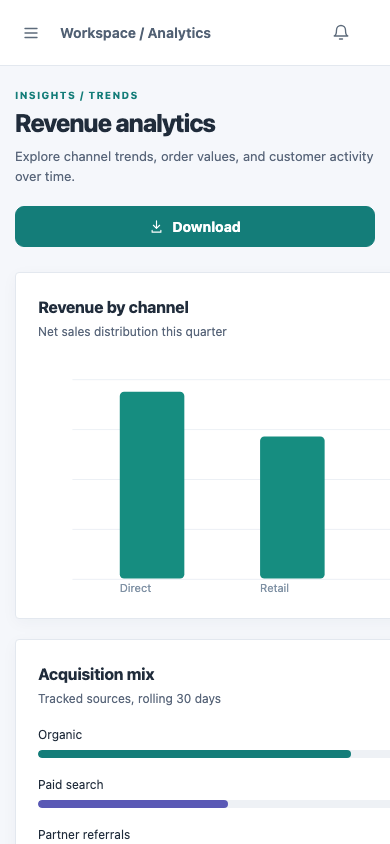 Workspace / Analytics
INSIGHTS / TRENDS
Revenue analytics
Explore channel trends, order values, and customer activity
over time.
Download
Revenue by channel
Net sales distribution this quarter
Direct
Retail
Acquisition mix
Tracked sources, rolling 30 days
Organic
Paid search
Partner referrals